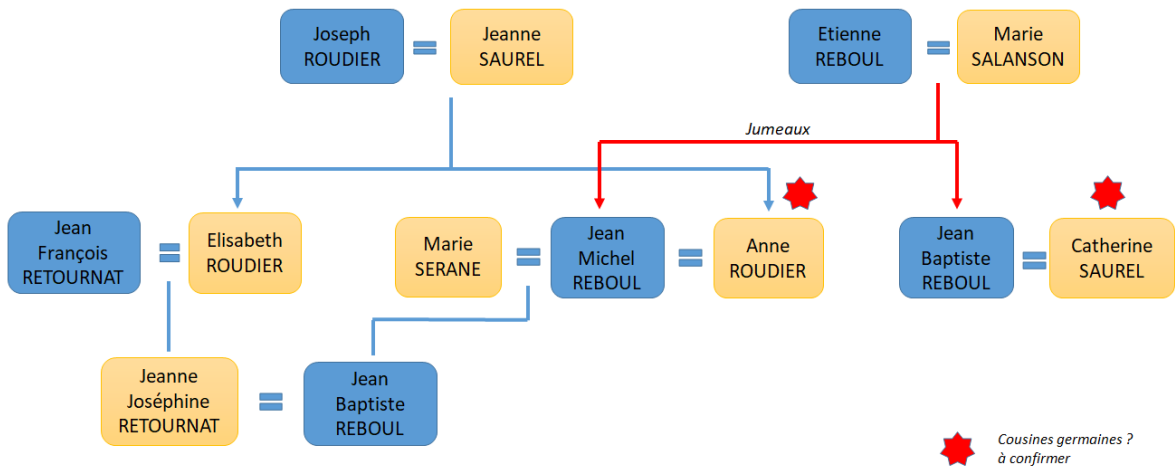 Joseph
ROUDIER
Jeanne
SAUREL
Etienne
REBOUL
Marie
SALANSON
Jumeaux
Jean
François
RETOURNAT
Elisabeth
ROUDIER
Marie
SERANE
Jean
Michel
REBOUL
Anne
ROUDIER
Jean
Baptiste
REBOUL
Catherine
SAUREL
Jeanne
Joséphine
RETOURNAT
Jean
Baptiste
REBOUL
Cousines germaines ?
à confirmer